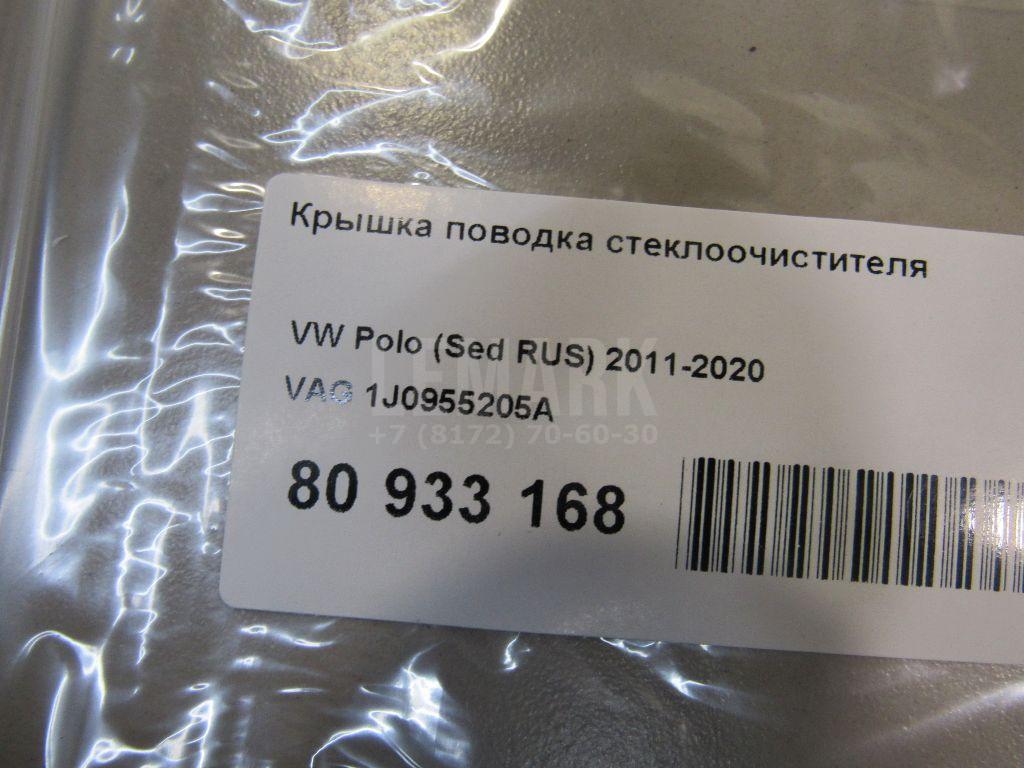 Крышка поводка стеклоочистителя
VW Polo (Sed RUS) 2011-2020
LEMARK
VAG 1J0955205A
+7 (8172) 70-60-30
80 933 168